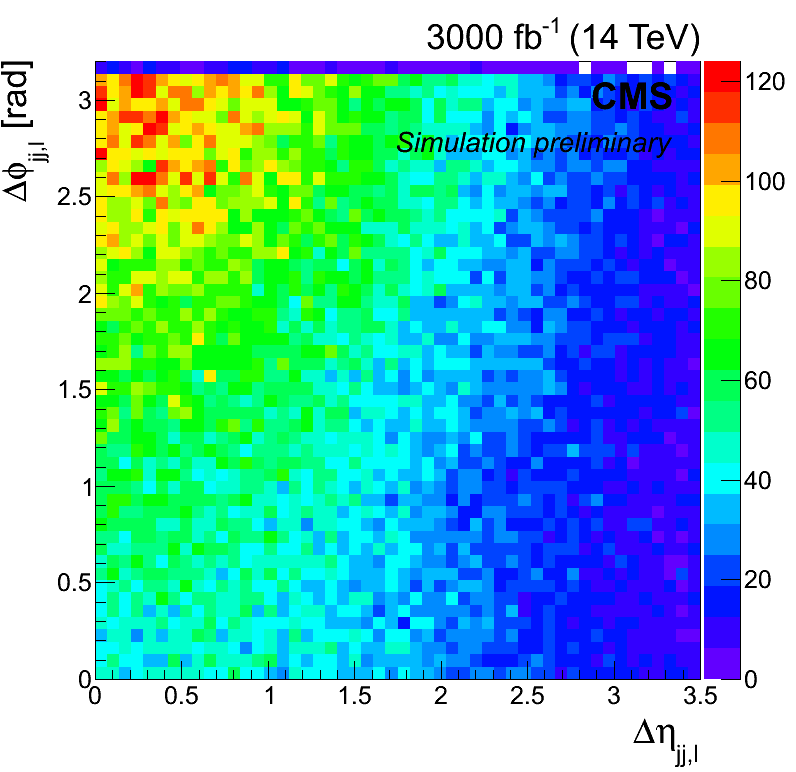 3000 fb⁻¹ (14 TeV)
CMS
Simulation preliminary
Δϕjj,l [rad]
3
2.5
2
1.5
1
0.5
0
0 0.5 1 1.5 2 2.5 3 3.5
Δηjj,l
120
100
80
60
40
20
0